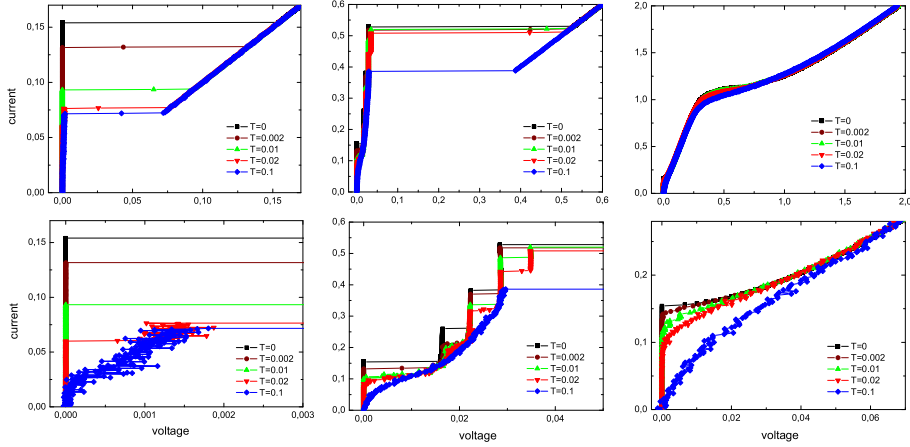 current
0,15
0,10
0,05
0,00
0,00 0,05 0,10 0,15
T=0
T=0.002
T=0.01
T=0.02
T=0.1
0,6
0,5
0,4
0,3
0,2
0,1
0,0
0,0 0,1 0,2 0,3 0,4 0,5 0,6
T=0
T=0.002
T=0.01
T=0.02
T=0.1
2,0
1,5
1,0
0,5
0,0
0,0 0,5 1,0 1,5 2,0
T=0
T=0.002
T=0.01
T=0.02
T=0.1
current
0,15
0,10
0,05
0,00
0,000 0,001 0,002 0,003
voltage
T=0
T=0.002
T=0.01
T=0.02
T=0.1
0,6
0,5
0,4
0,3
0,2
0,1
0,0
0,00 0,02 0,04
voltage
T=0
T=0.002
T=0.01
T=0.02
T=0.1
0,2
0,1
0,0
0,00 0,02 0,04 0,06
voltage
T=0
T=0.002
T=0.01
T=0.02
T=0.1